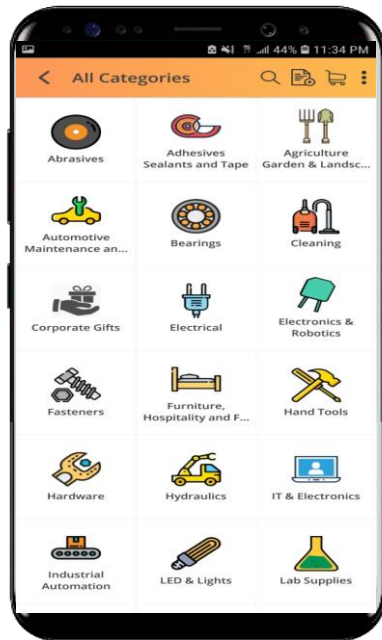 44% 11:34 PM
All Categories
Abrasives
Adhesives
Sealants and Tape
Agriculture
Garden & Landsc...
Automotive
Maintenance an...
Bearings
Cleaning
Corporate Gifts
Electrical
Electronics &
Robotics
Fasteners
Furniture,
Hospitality and F...
Hand Tools
Hardware
Hydraulics
IT & Electronics
Industrial
Automation
LED & Lights
Lab Supplies